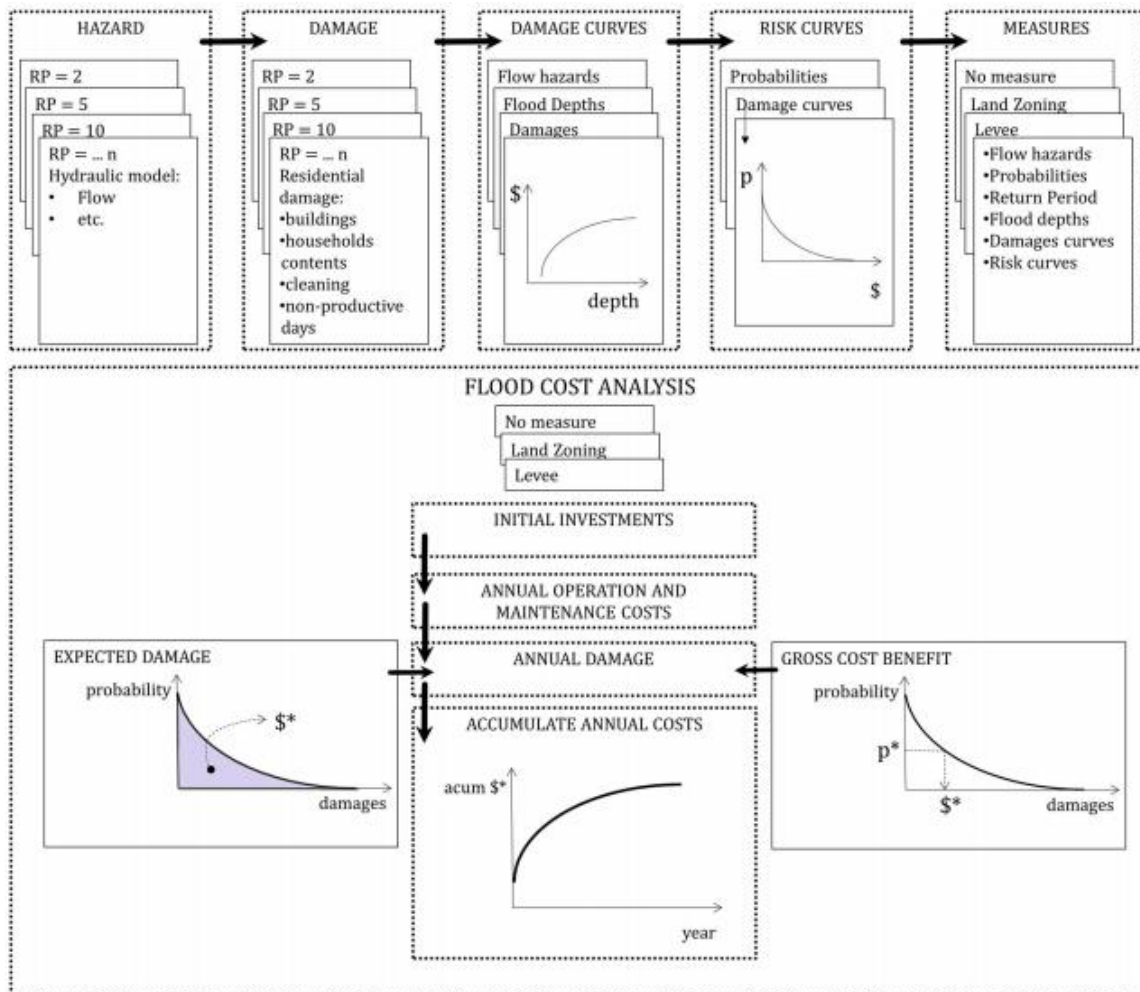 HAZARD
RP = 2
RP = 5
RP = 10
RP = ... n
Hydraulic model:
• Flow
• etc.
DAMAGE
RP = 2
RP = 5
RP = 10
RP = ... n
Residential
damage:
•buildings
•households
contents
•cleaning
•non-productive
days
DAMAGE CURVES
Flow hazards
Flood Depths
Damages
$
depth
RISK CURVES
Probabilities
Damage curves
p
$
MEASURES
No measure
Land Zoning
Levee
•Flow hazards
•Probabilities
•Return Period
•Flood depths
•Damages curves
•Risk curves
FLOOD COST ANALYSIS
No measure
Land Zoning
Levee
INITIAL INVESTMENTS
ANNUAL OPERATION AND
MAINTENANCE COSTS
EXPECTED DAMAGE
probability
$*
damages
ANNUAL DAMAGE
GROSS COST BENEFIT
probability
p*
$*
damages
ACCUMULATE ANNUAL COSTS
acum $*
year